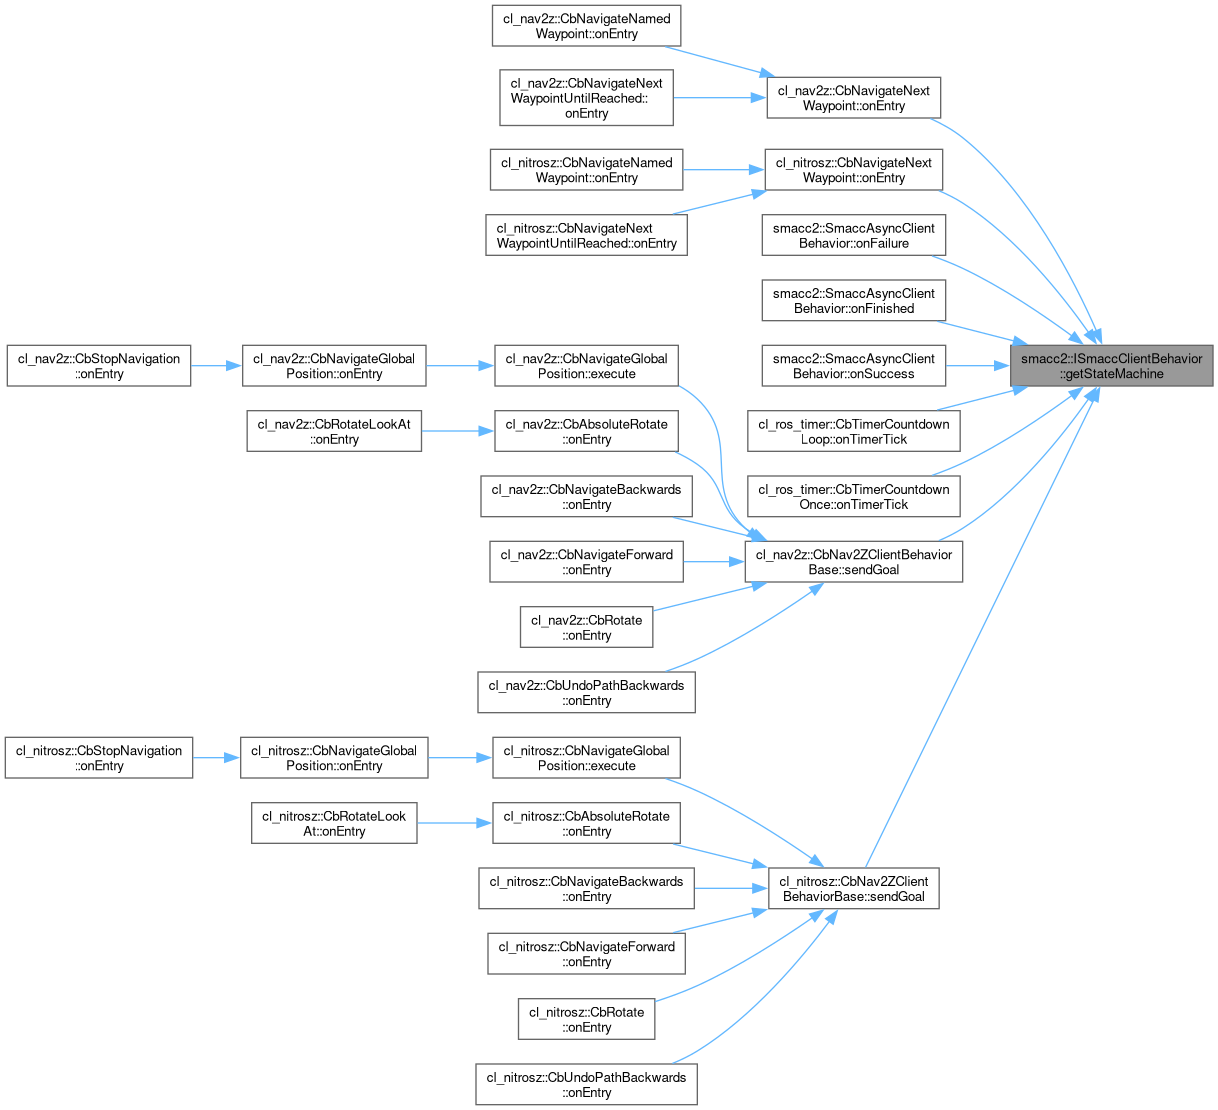 cl_nav2z::CbNavigateNamed
Waypoint::onEntry
cl_nav2z::CbNavigateNext
WaypointUntilReached::
onEntry
cl_nav2z::CbNavigateNext
Waypoint::onEntry
cl_nitrosz::CbNavigateNamed
Waypoint::onEntry
cl_nitrosz::CbNavigateNext
Waypoint::onEntry
cl_nitrosz::CbNavigateNext
WaypointUntilReached::onEntry
smacc2::SmaccAsyncClient
Behavior::onFailure
smacc2::SmaccAsyncClient
Behavior::onFinished
cl_nav2z::CbStopNavigation
::onEntry
cl_nav2z::CbNavigateGlobal
Position::onEntry
cl_nav2z::CbNavigateGlobal
Position::execute
smacc2::SmaccAsyncClient
Behavior::onSuccess
smacc2::ISmaccClientBehavior
::getStateMachine
cl_nav2z::CbRotateLookAt
::onEntry
cl_nav2z::CbAbsoluteRotate
::onEntry
cl_ros_timer::CbTimerCountdown
Loop::onTimerTick
cl_nav2z::CbNavigateBackwards
::onEntry
cl_ros_timer::CbTimerCountdown
Once::onTimerTick
cl_nav2z::CbNavigateForward
::onEntry
cl_nav2z::CbNav2ZClientBehavior
Base::sendGoal
cl_nav2z::CbRotate
::onEntry
cl_nav2z::CbUndoPathBackwards
::onEntry
cl_nitrosz::CbStopNavigation
::onEntry
cl_nitrosz::CbNavigateGlobal
Position::onEntry
cl_nitrosz::CbNavigateGlobal
Position::execute
cl_nitrosz::CbRotateLook
At::onEntry
cl_nitrosz::CbAbsoluteRotate
::onEntry
cl_nitrosz::CbNavigateBackwards
::onEntry
cl_nitrosz::CbNav2ZClient
BehaviorBase::sendGoal
cl_nitrosz::CbNavigateForward
::onEntry
cl_nitrosz::CbRotate
::onEntry
cl_nitrosz::CbUndoPathBackwards
::onEntry